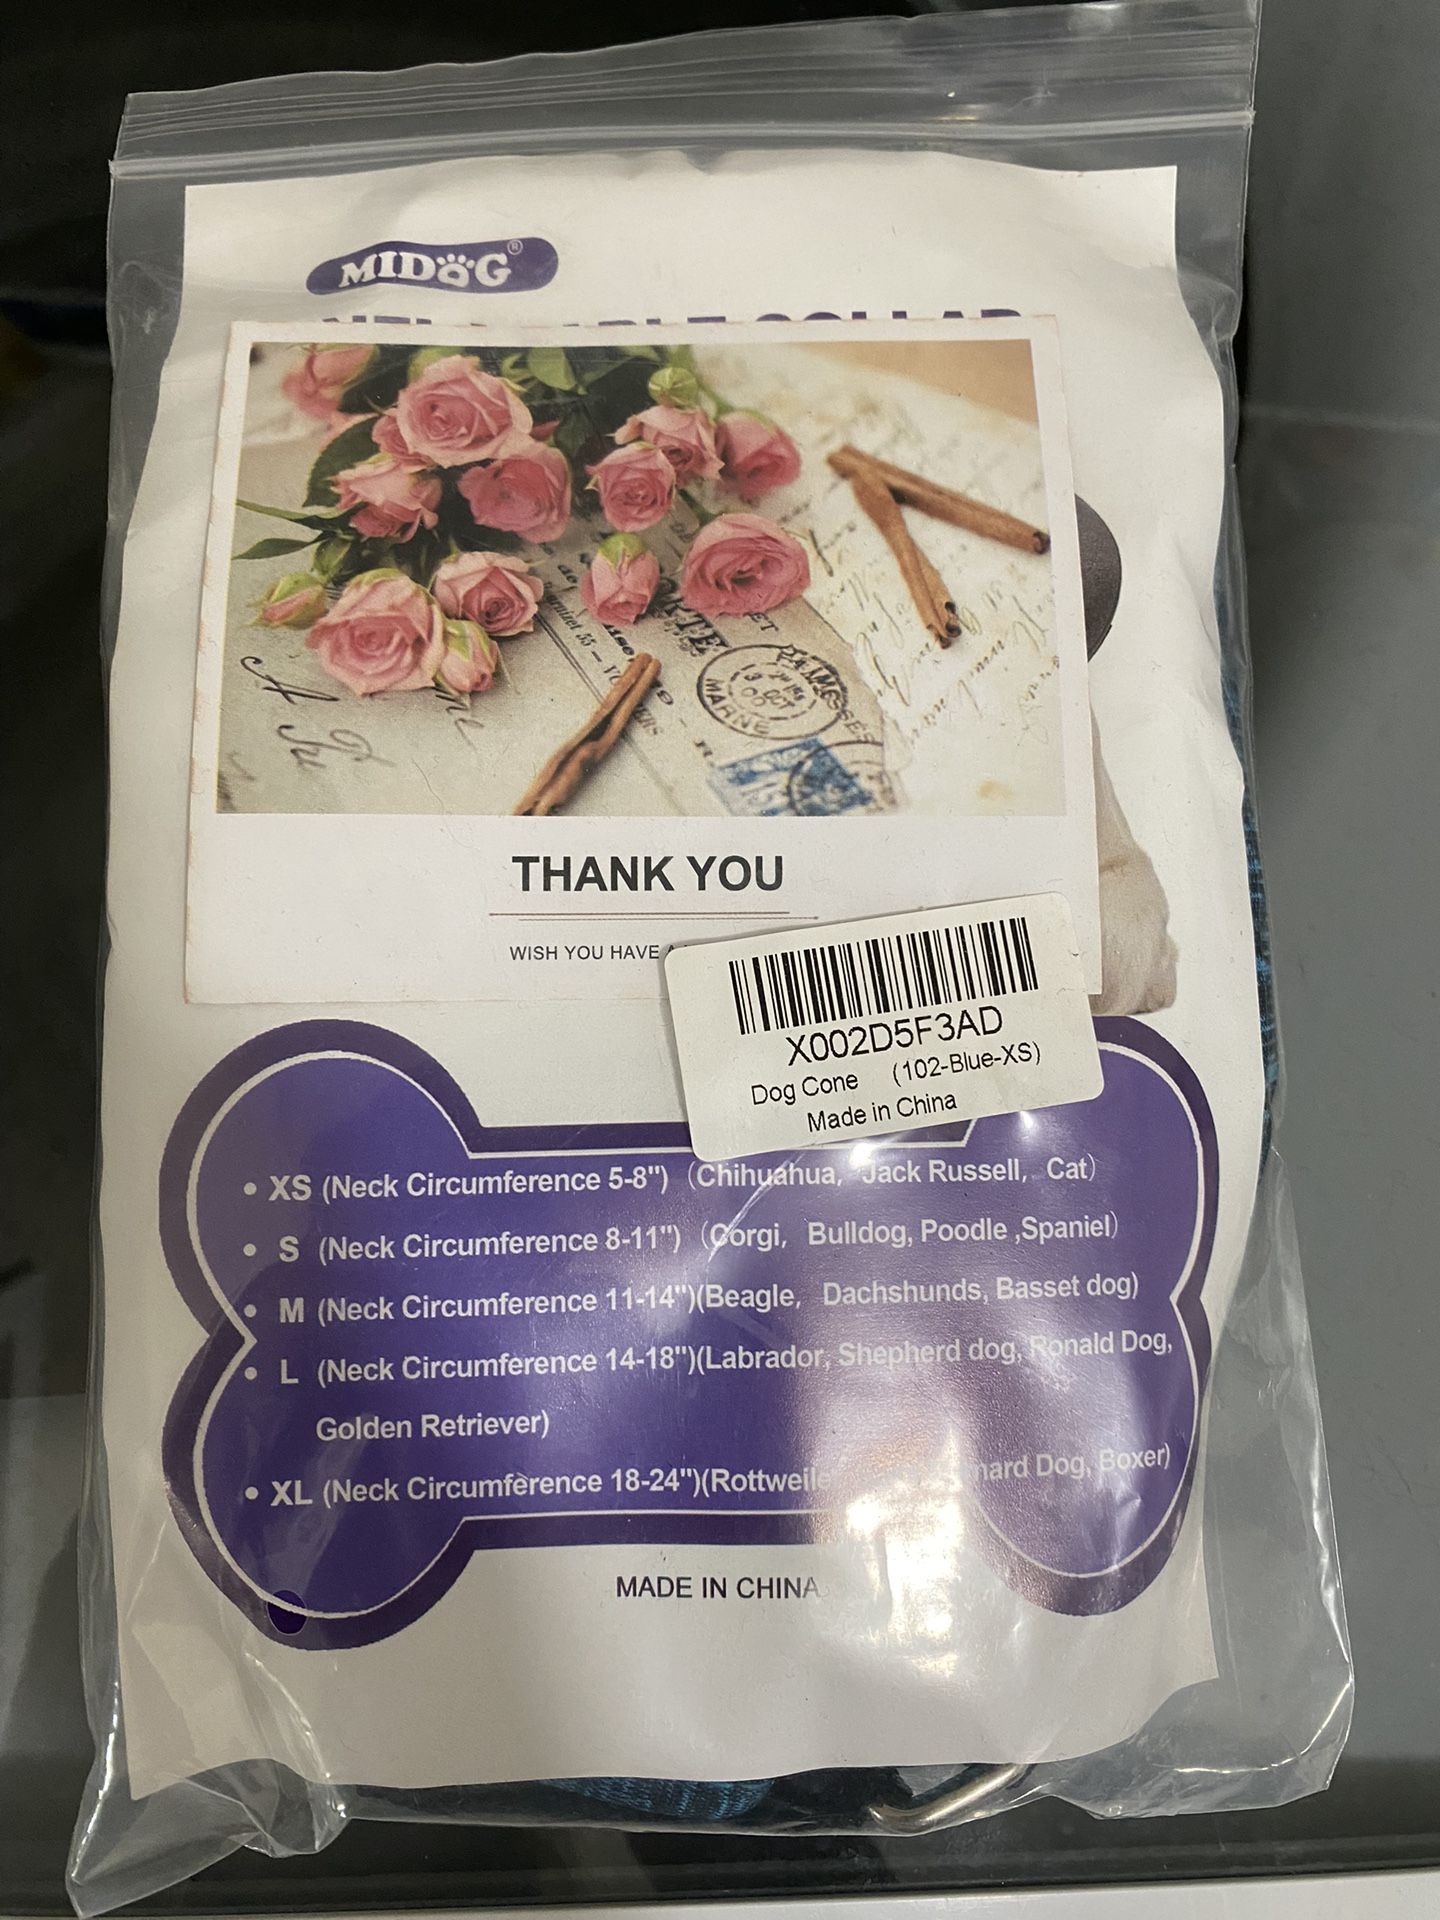 MIDOG®
COLLAR
THANK YOU
WISH YOU HAVE A
X002D5F3AD
Dog Cone (102-Blue-XS)
Made in China
• XS (Neck Circumference 5-8") (Chihuahua, Jack Russell, Cat)
• S (Neck Circumference 8-11") (Corgi, Bulldog, Poodle ,Spaniel)
• M (Neck Circumference 11-14")(Beagle, Dachshunds, Basset dog)
• L (Neck Circumference 14-18")(Labrador, Shepherd dog, Ronald Dog,
Golden Retriever)
• XL (Neck Circumference 18-24")(Rottweile nard Dog, Boxer)
MADE IN CHINA
MARNE